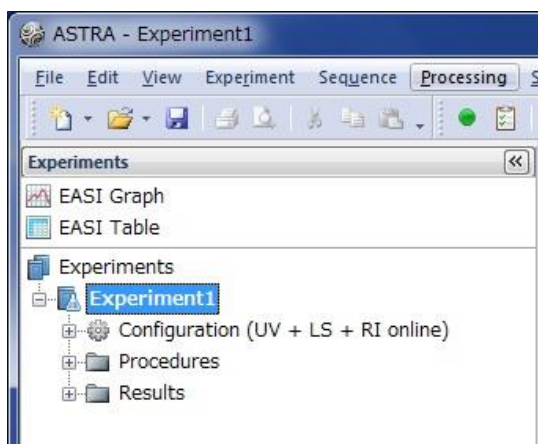 ASTRA - Experiment1
File Edit View Experiment Sequence Processing S
Experiments
EASI Graph
EASI Table
Experiments
Experiment1
Configuration (UV + LS + RI online)
Procedures
Results